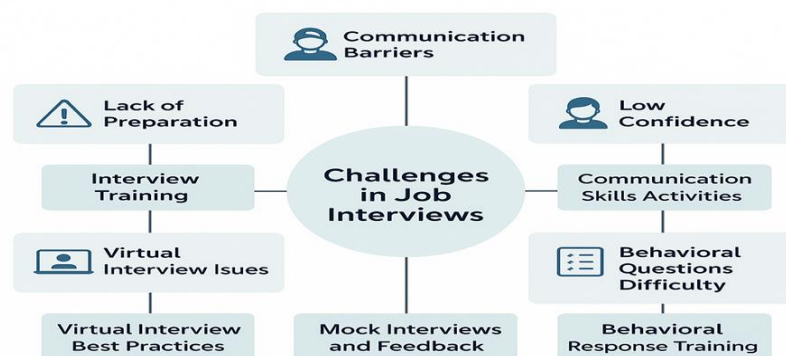 Communication
Barriers
Lack of
Preparation
Low
Confidence
Interview
Training
Challenges
in Job
Interviews
Communication
Skills Activities
Virtual
Interview Isues
Behavioral
Questions
Difficulty
Virtual Interview
Best Practices
Mock Interviews
and Feedback
Behavioral
Response Training